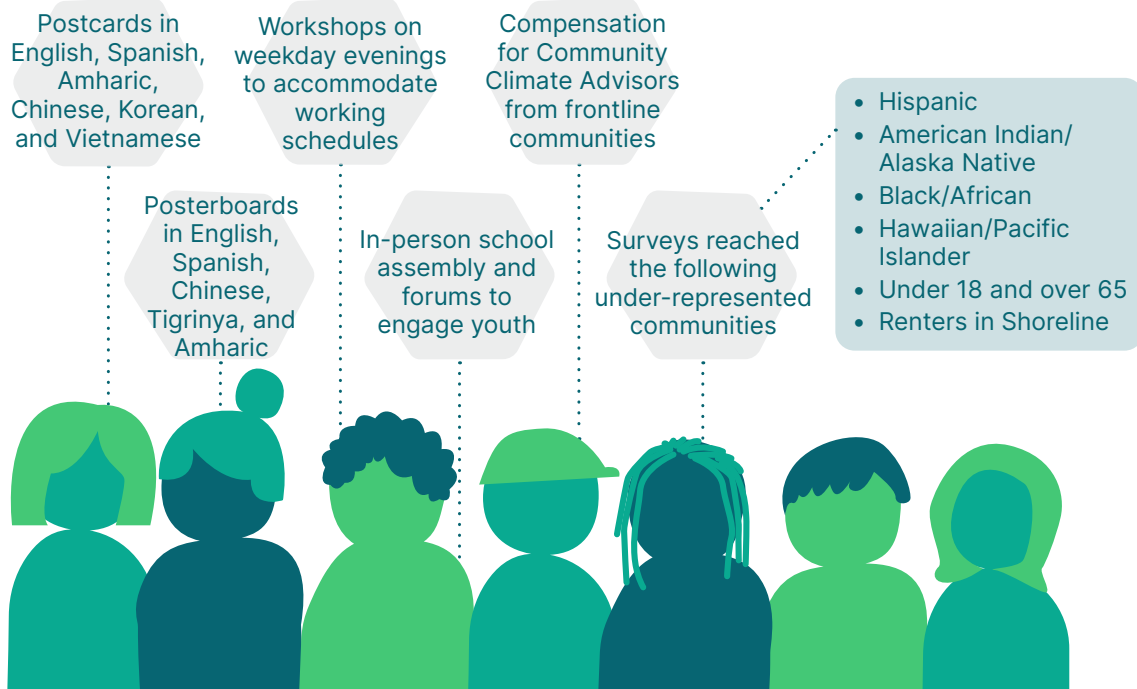 Postcards in
English, Spanish,
Amharic,
Chinese, Korean,
and Vietnamese
Workshops on
weekday evenings
to accommodate
working
schedules
Compensation
for Community
Climate Advisors
from frontline
communities
Posterboards
in English,
Spanish,
Chinese,
Tigrinya, and
Amharic
In-person school
assembly and
forums to
engage youth
Surveys reached
the following
under-represented
communities
• Hispanic
• American Indian/
Alaska Native
• Black/African
• Hawaiian/Pacific
Islander
• Under 18 and over 65
• Renters in Shoreline